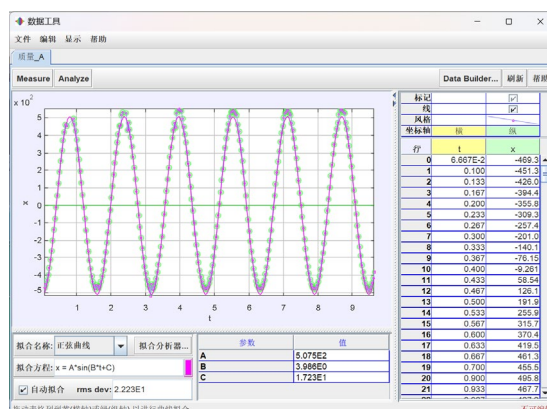 数据工具
文件 编辑 显示 帮助
质量_A
Measure Analyze Data Builder... 刷新 帮助
x 10²
5
4
3
2
1
0
-1
-2
-3
-4
-5
x
1 2 3 4 5 6 7 8 9
t
标记
线
风格
坐标轴 横 纵
行 t x
0 6.667E-2 -469.3
1 0.100 -451.3
2 0.133 -426.0
3 0.167 -394.4
4 0.200 -355.8
5 0.233 -309.3
6 0.267 -257.4
7 0.300 -201.0
8 0.333 -140.1
9 0.367 -76.15
10 0.400 -9.261
11 0.433 58.54
12 0.467 126.1
13 0.500 191.9
14 0.533 255.9
15 0.567 315.7
16 0.600 370.4
17 0.633 419.5
18 0.667 461.3
19 0.700 455.5
20 0.900 495.8
21 0.933 467.7
拟合名称: 正弦曲线 拟合分析器...
拟合方程: x = A*sin(B*t+C)
自动拟合 rms dev: 2.223E1
参数 值
A 5.075E2
B 3.986E0
C 1.723E1